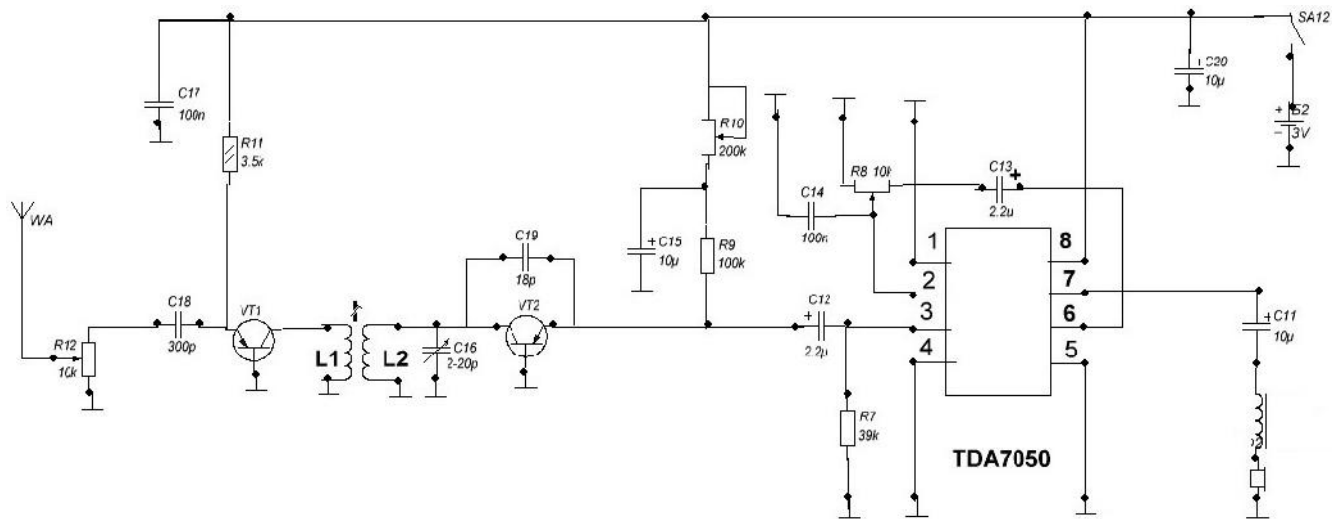 SA12
C17
100n
C20
10µ
R11
3.5k
R10
200k
3V
WA
C14
100n
R8 10k
C13
2.2µ
C19
18p
C15
10µ
R9
100k
1
2
3
4
8
7
6
5
C18
300p
VT1
VT2
C12
2.2µ
C11
10µ
R12
10k
L1
L2
C16
2-20p
R7
39k
TDA7050